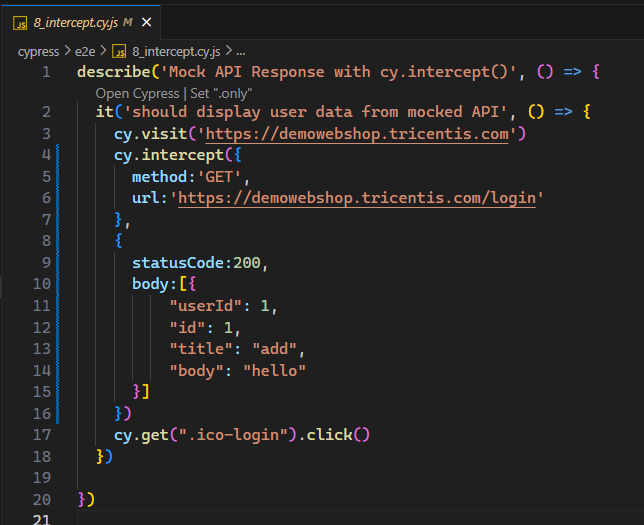 8_intercept.cy.js M ✕
cypress > e2e > JS 8_intercept.cy.js > ...
1 describe('Mock API Response with cy.intercept()', () => {
Open Cypress | Set ".only"
2 it('should display user data from mocked API', () => {
3 cy.visit('https://demowebshop.tricentis.com')
4 cy.intercept({
5 method:'GET',
6 url:'https://demowebshop.tricentis.com/login'
7 },
8 {
9 statusCode:200,
10 body:[{
11 "userId": 1,
12 "id": 1,
13 "title": "add",
14 "body": "hello"
15 }]
16 })
17 cy.get(".ico-login").click()
18 })
19
20 })
21